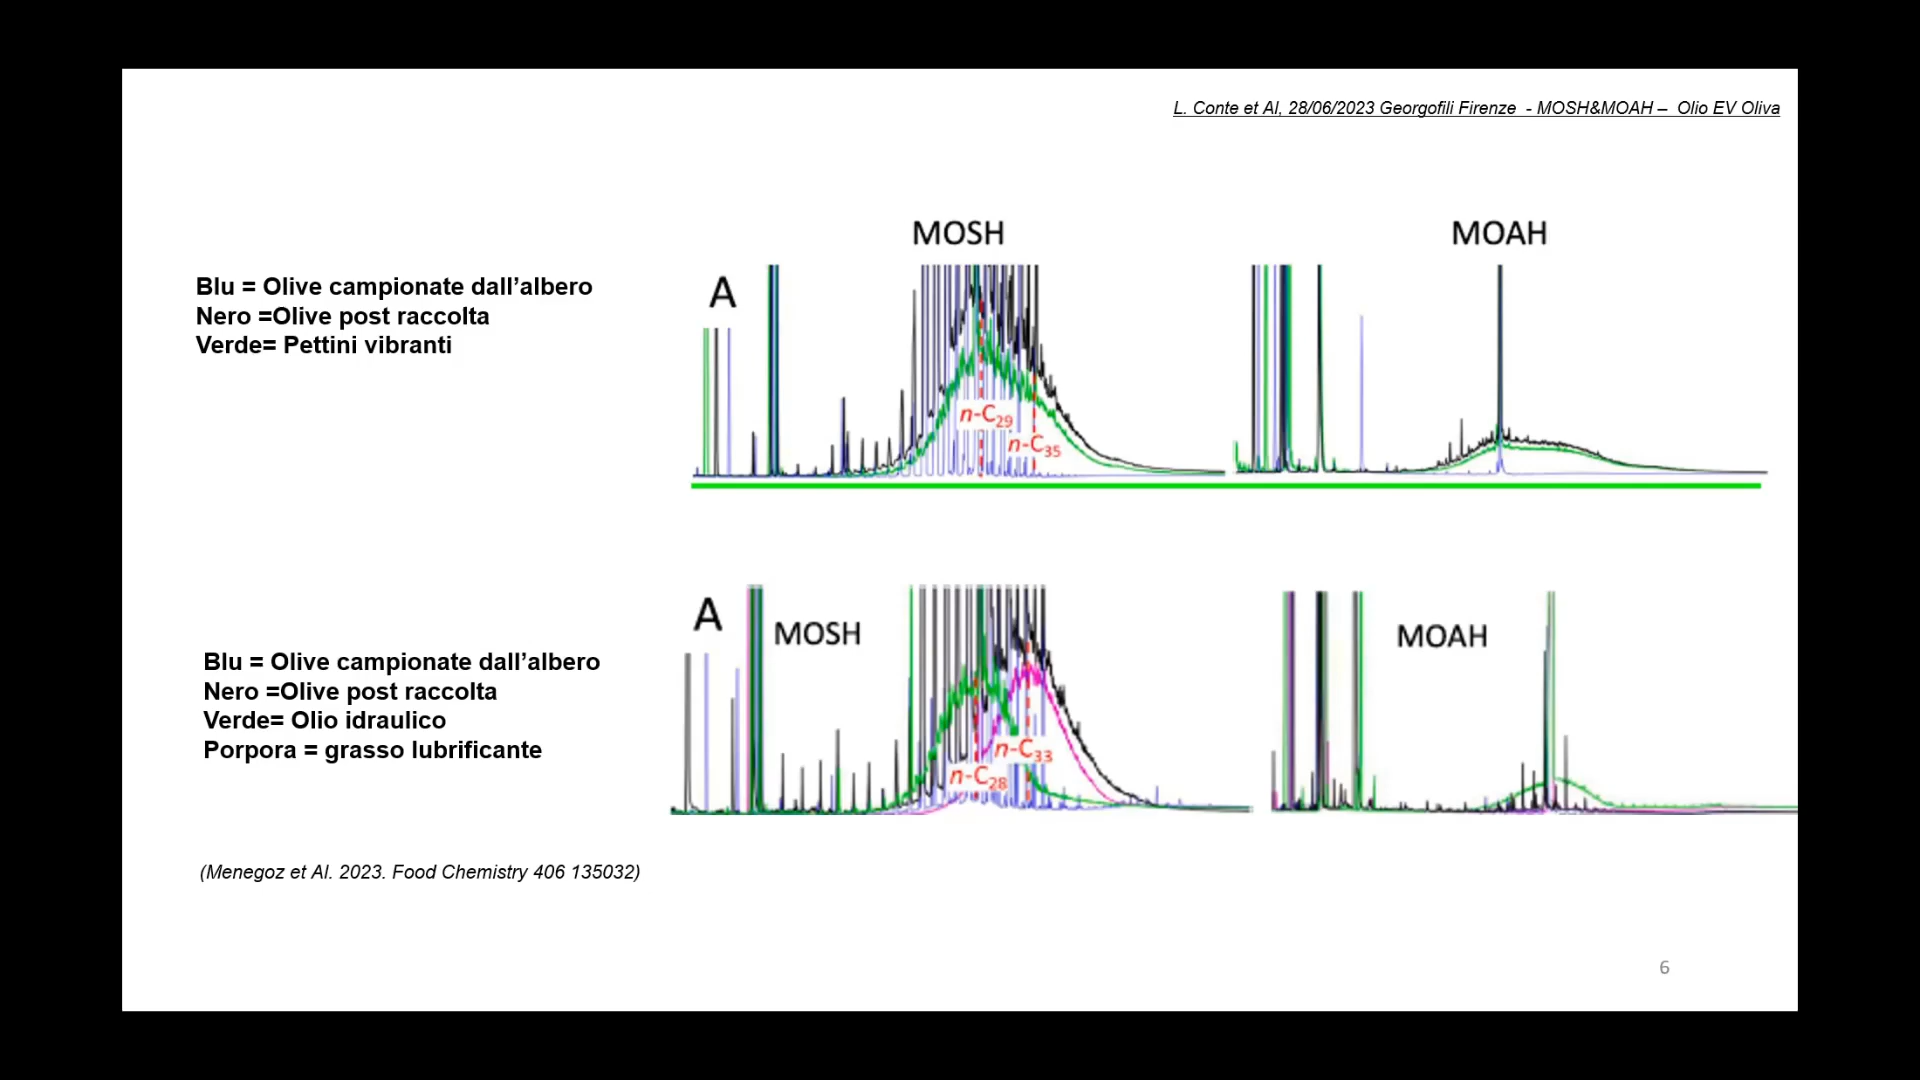 L. Conte et Al, 28/06/2023 Georgofili Firenze - MOSH&MOAH – Olio EV Oliva
MOSH
MOAH
Blu = Olive campionate dall’albero
Nero =Olive post raccolta
Verde= Pettini vibranti
A
n-C29
n-C35
Blu = Olive campionate dall’albero
Nero =Olive post raccolta
Verde= Olio idraulico
Porpora = grasso lubrificante
A
MOSH
MOAH
n-C33
n-C28
(Menegoz et Al. 2023. Food Chemistry 406 135032)
6